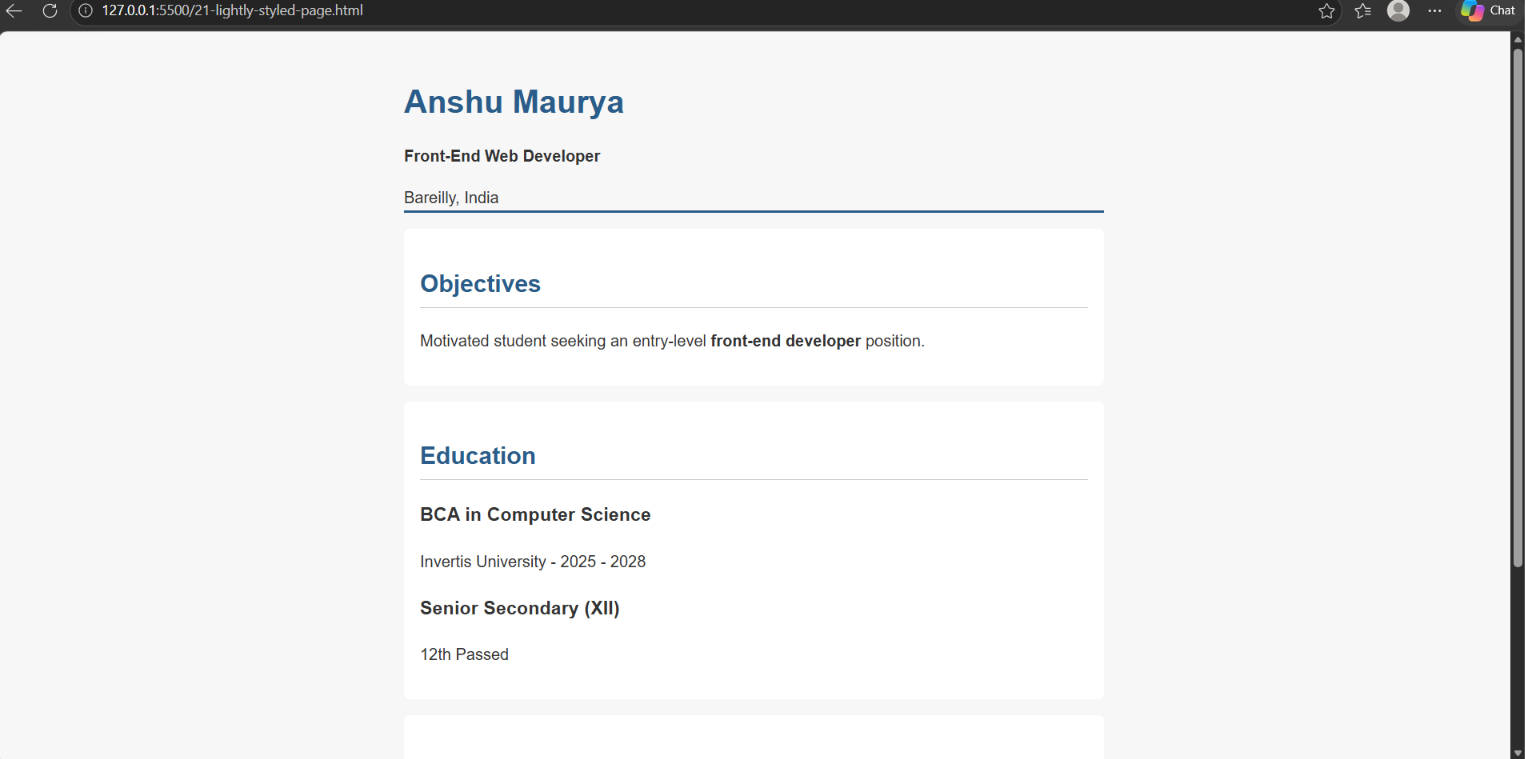 127.0.0.1:5500/21-lightly-styled-page.html
Chat
Anshu Maurya
Front-End Web Developer
Bareilly, India
Objectives
Motivated student seeking an entry-level front-end developer position.
Education
BCA in Computer Science
Invertis University - 2025 - 2028
Senior Secondary (XII)
12th Passed